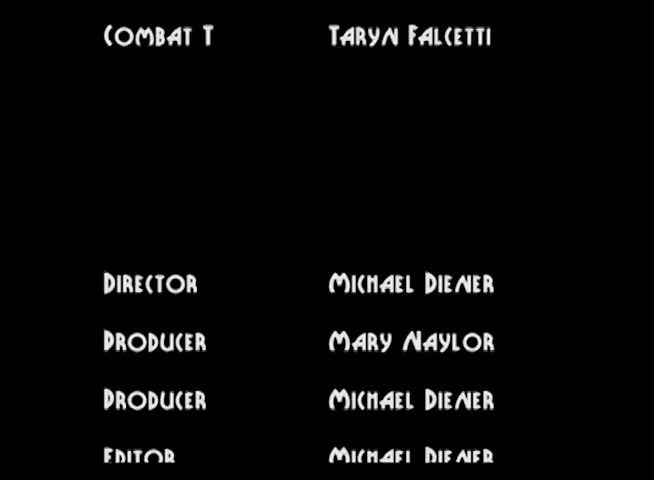 Combat T Taryn Falcetti
Director Michael Diener
Producer Mary Naylor
Producer Michael Diener
Editor Michael Diener